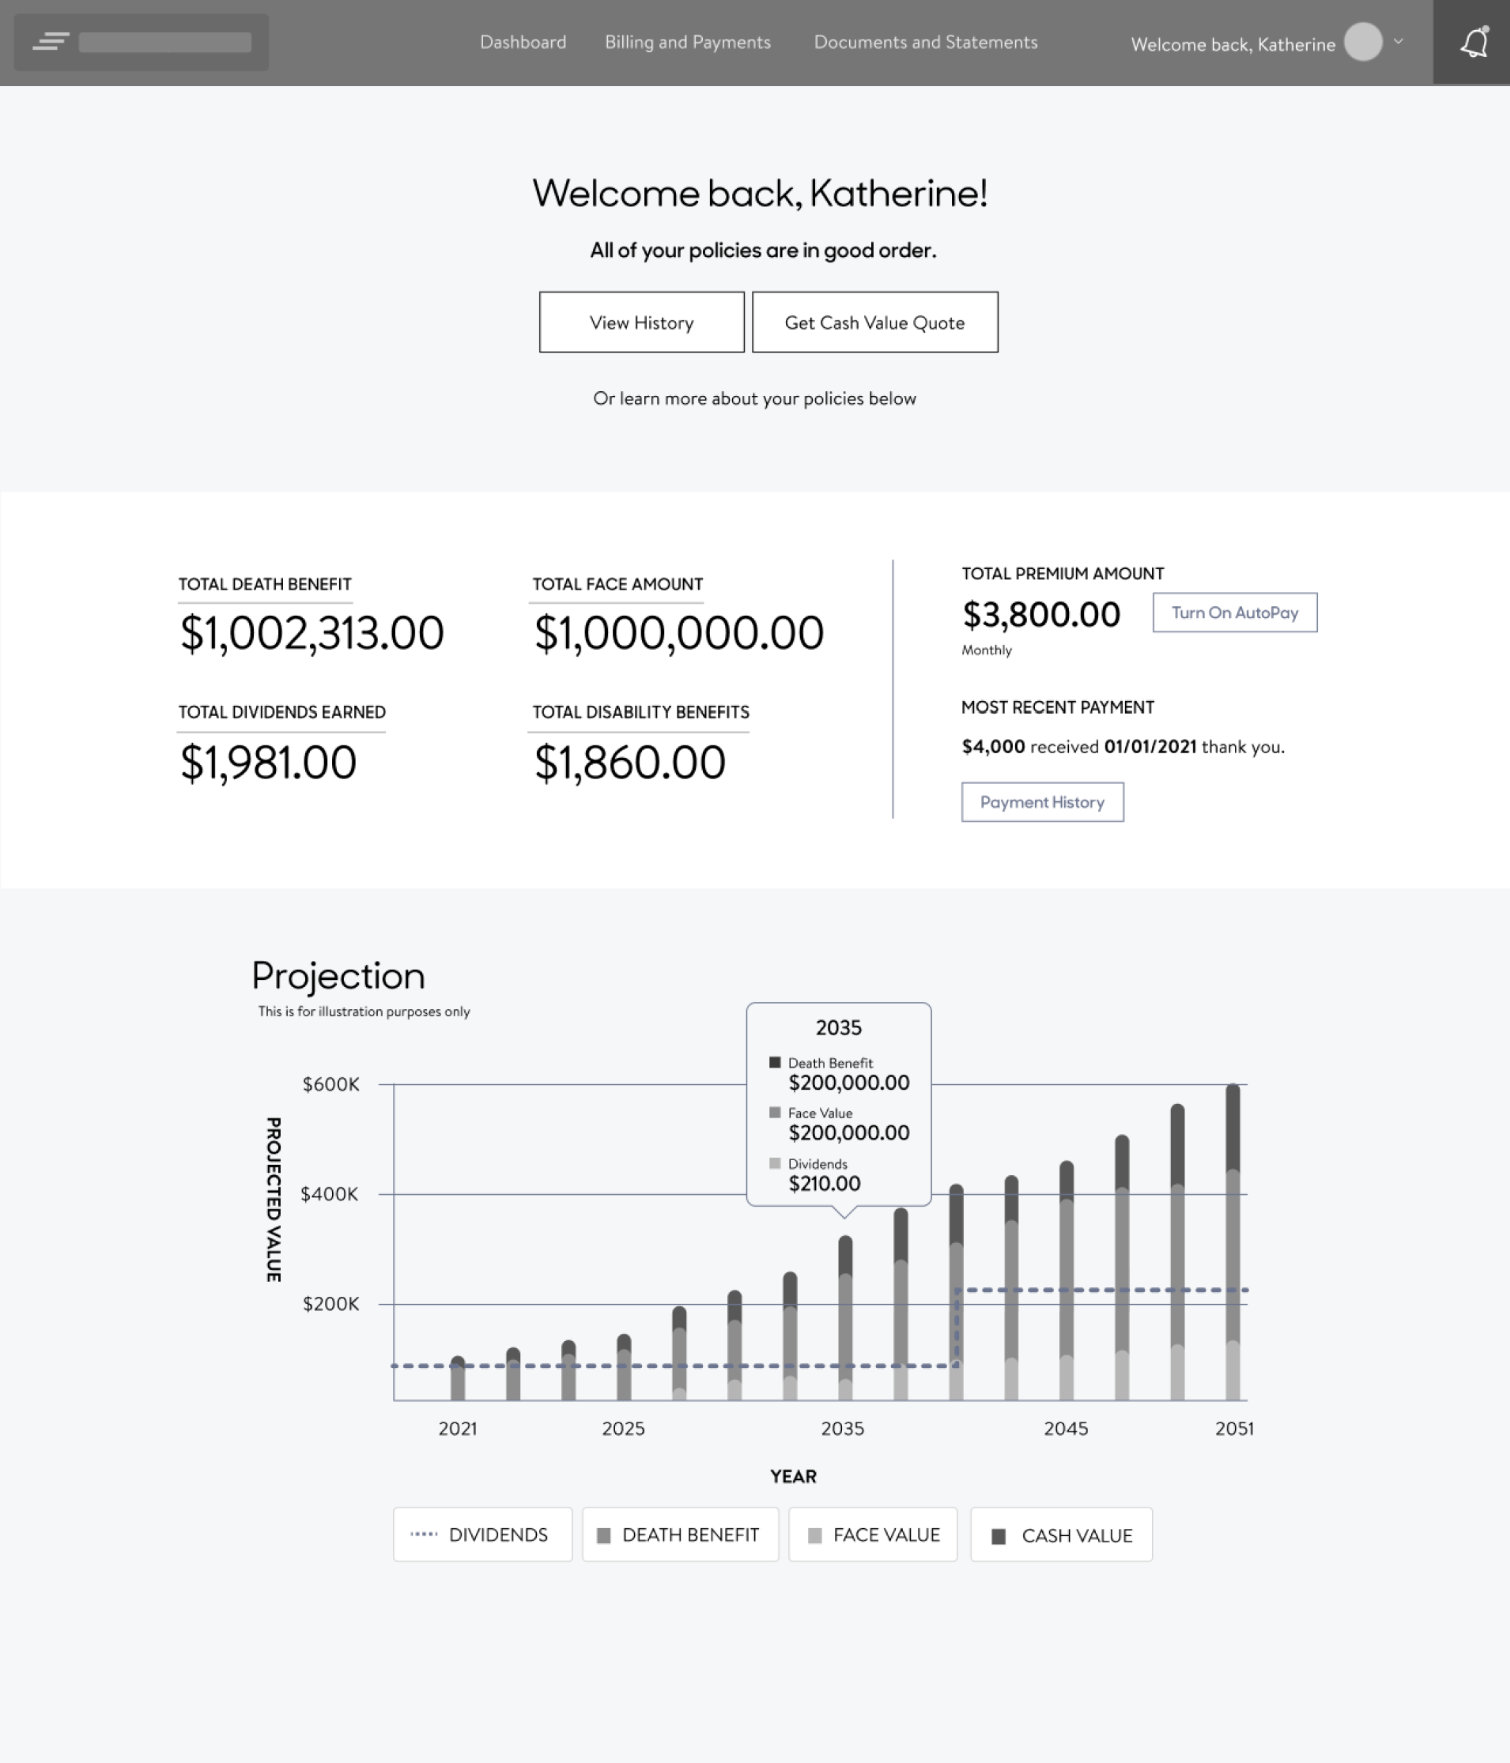 Dashboard
Billing and Payments
Documents and Statements
Welcome back, Katherine
Welcome back, Katherine!
All of your policies are in good order.
View History
Get Cash Value Quote
Or learn more about your policies below
TOTAL DEATH BENEFIT
$1,002,313.00
TOTAL FACE AMOUNT
$1,000,000.00
TOTAL DIVIDENDS EARNED
$1,981.00
TOTAL DISABILITY BENEFITS
$1,860.00
TOTAL PREMIUM AMOUNT
$3,800.00
Turn On AutoPay
Monthly
MOST RECENT PAYMENT
$4,000 received 01/01/2021 thank you.
Payment History
Projection
This is for illustration purposes only
2035
Death Benefit
$200,000.00
Face Value
$200,000.00
Dividends
$210.00
PROJECTED VALUE
$600K
$400K
$200K
2021
2025
2035
2045
2051
YEAR
DIVIDENDS
DEATH BENEFIT
FACE VALUE
CASH VALUE